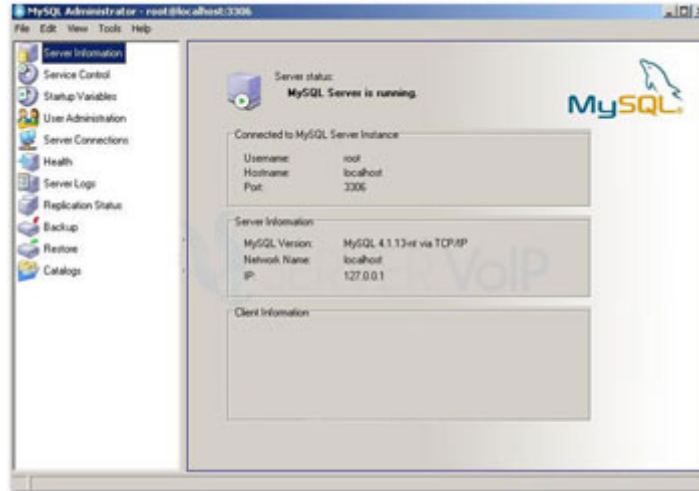 MySQL Administrator - root@localhost:3306
File Edit View Tools Help
Server Information
Service Control
Startup Variables
User Administration
Server Connections
Health
Server Logs
Replication Status
Backup
Restore
Catalogs
Server status:
MySQL Server is running.
MySQL.
Connected to MySQL Server Instance
Username: root
Hostname: localhost
Port: 3306
Server Information
MySQL Version: MySQL 4.1.13-nt via TCP/IP
Network Name: localhost
IP: 127.0.0.1
Client Information
VoIP